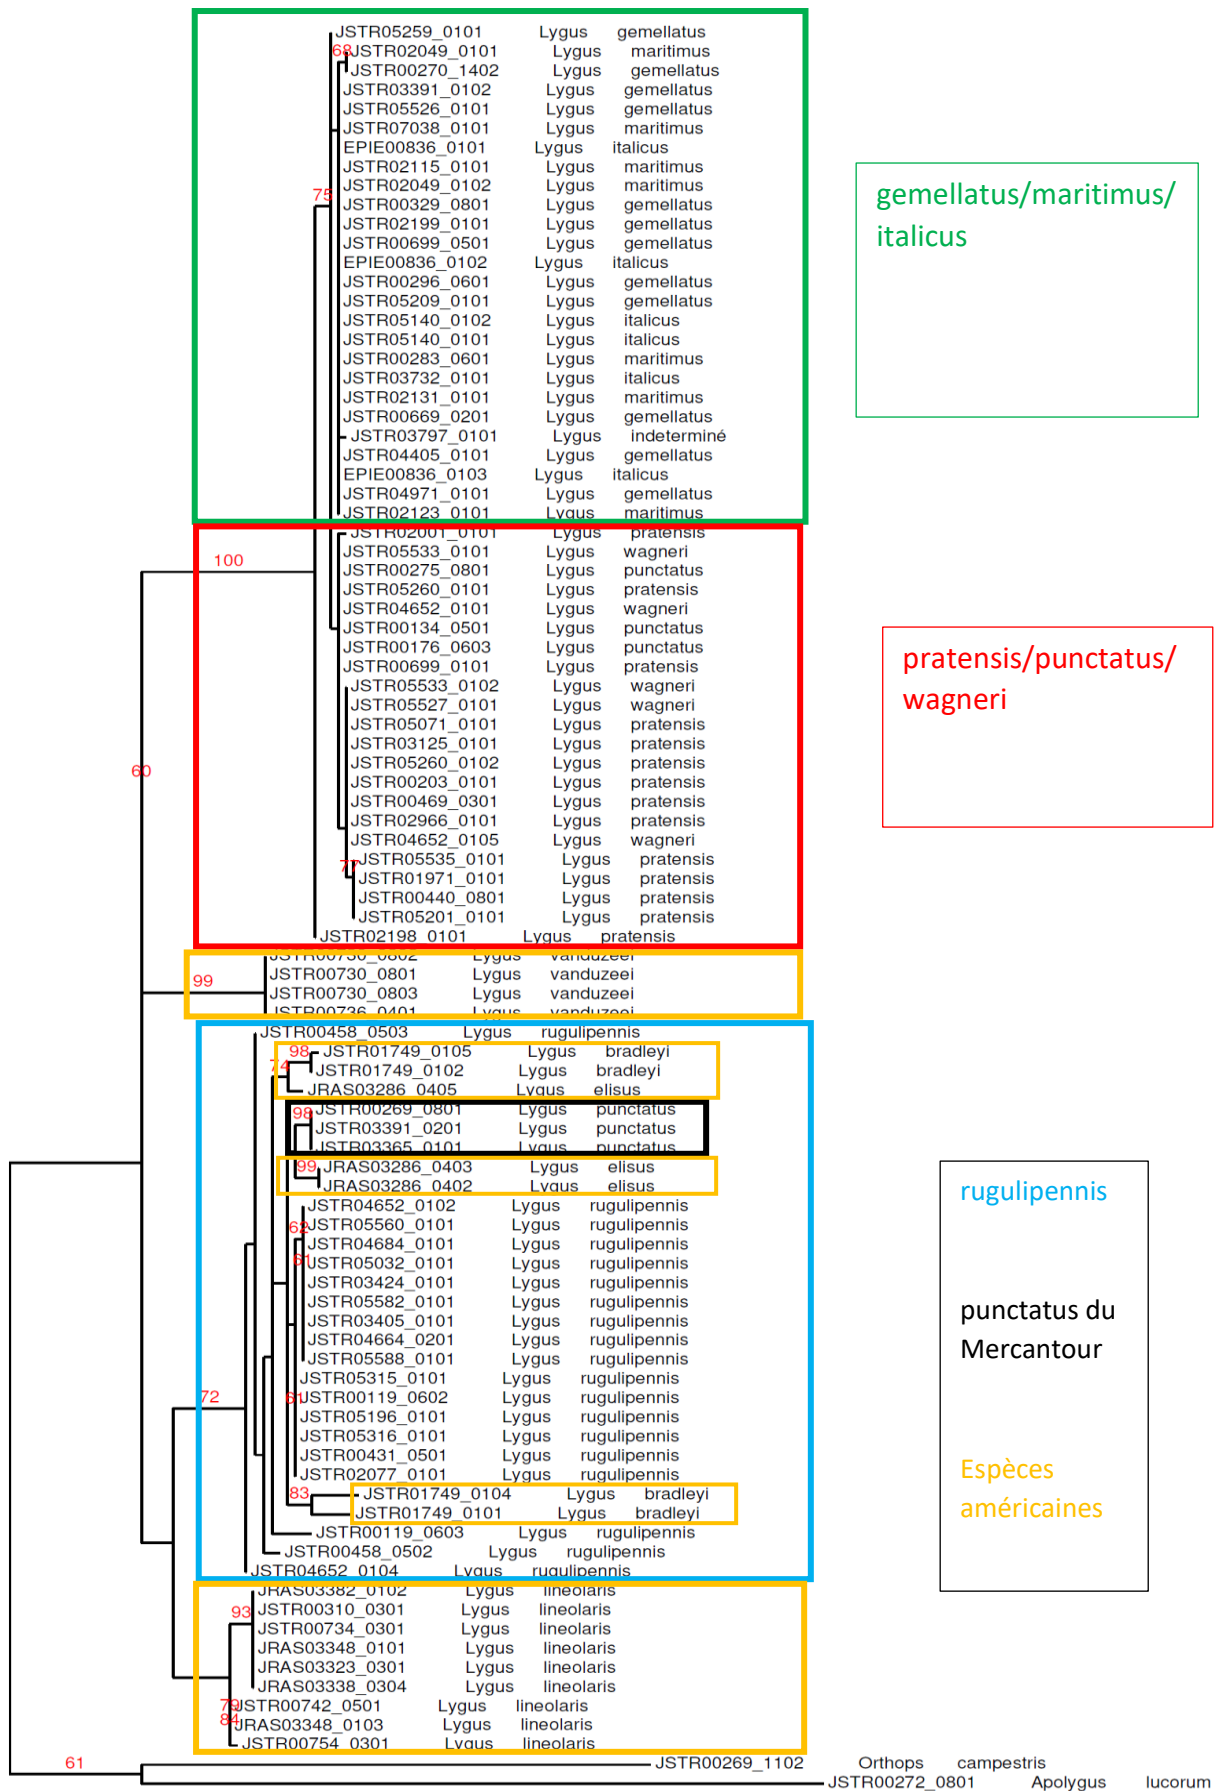 JSTR05259_0101 Lygus gemellatus
68 JSTR02049_0101 Lygus maritimus
JSTR00270_1402 Lygus gemellatus
JSTR03391_0102 Lygus gemellatus
JSTR05526_0101 Lygus gemellatus
JSTR07038_0101 Lygus maritimus
EPIE00836_0101 Lygus italicus
JSTR02115_0101 Lygus maritimus
JSTR02049_0102 Lygus maritimus
75
JSTR00329_0801 Lygus gemellatus
JSTR02199_0101 Lygus gemellatus
JSTR00699_0501 Lygus gemellatus
EPIE00836_0102 Lygus italicus
JSTR00296_0601 Lygus gemellatus
JSTR05209_0101 Lygus gemellatus
JSTR05140_0102 Lygus italicus
JSTR05140_0101 Lygus italicus
JSTR00283_0601 Lygus maritimus
JSTR03732_0101 Lygus italicus
JSTR02131_0101 Lygus maritimus
JSTR00669_0201 Lygus gemellatus
JSTR03797_0101 Lygus indeterminé
JSTR04405_0101 Lygus gemellatus
EPIE00836_0103 Lygus italicus
JSTR04971_0101 Lygus gemellatus
JSTR02123_0101 Lygus maritimus
gemellatus/maritimus/
italicus
JSTR02001_0101 Lygus pratensis
JSTR05533_0101 Lygus wagneri
100
JSTR00275_0801 Lygus punctatus
JSTR05260_0101 Lygus pratensis
JSTR04652_0101 Lygus wagneri
JSTR00134_0501 Lygus punctatus
JSTR00176_0603 Lygus punctatus
JSTR00699_0101 Lygus pratensis
JSTR05533_0102 Lygus wagneri
JSTR05527_0101 Lygus wagneri
JSTR05071_0101 Lygus pratensis
JSTR03125_0101 Lygus pratensis
JSTR05260_0102 Lygus pratensis
60
JSTR00203_0101 Lygus pratensis
JSTR00469_0301 Lygus pratensis
JSTR02966_0101 Lygus pratensis
JSTR04652_0105 Lygus wagneri
77 JSTR05535_0101 Lygus pratensis
JSTR01971_0101 Lygus pratensis
JSTR00440_0801 Lygus pratensis
JSTR05201_0101 Lygus pratensis
JSTR02198_0101 Lygus pratensis
pratensis/punctatus/
wagneri
JSTR00730_0802 Lygus vanduzeei
JSTR00730_0801 Lygus vanduzeei
99
JSTR00730_0803 Lygus vanduzeei
JSTR00736_0401 Lygus vanduzeei
JSTR00458_0503 Lygus rugulipennis
98 JSTR01749_0105 Lygus bradleyi
74 JSTR01749_0102 Lygus bradleyi
JRAS03286_0405 Lygus elisus
98 JSTR00269_0801 Lygus punctatus
JSTR03391_0201 Lygus punctatus
JSTR03365_0101 Lygus punctatus
99 JRAS03286_0403 Lygus elisus
JRAS03286_0402 Lygus elisus
JSTR04652_0102 Lygus rugulipennis
62 JSTR05560_0101 Lygus rugulipennis
JSTR04684_0101 Lygus rugulipennis
61 JSTR05032_0101 Lygus rugulipennis
JSTR03424_0101 Lygus rugulipennis
JSTR05582_0101 Lygus rugulipennis
JSTR03405_0101 Lygus rugulipennis
JSTR04664_0201 Lygus rugulipennis
JSTR05588_0101 Lygus rugulipennis
JSTR05315_0101 Lygus rugulipennis
72
61 JSTR00119_0602 Lygus rugulipennis
JSTR05196_0101 Lygus rugulipennis
JSTR05316_0101 Lygus rugulipennis
JSTR00431_0501 Lygus rugulipennis
JSTR02077_0101 Lygus rugulipennis
83 JSTR01749_0104 Lygus bradleyi
JSTR01749_0101 Lygus bradleyi
JSTR00119_0603 Lygus rugulipennis
JSTR00458_0502 Lygus rugulipennis
JSTR04652_0104 Lygus rugulipennis
rugulipennis
punctatus du
Mercantour
Espèces
américaines
JRAS03382_0102 Lygus lineolaris
93 JSTR00310_0301 Lygus lineolaris
JSTR00734_0301 Lygus lineolaris
JRAS03348_0101 Lygus lineolaris
JRAS03323_0301 Lygus lineolaris
JRAS03338_0304 Lygus lineolaris
79 JSTR00742_0501 Lygus lineolaris
84 JRAS03348_0103 Lygus lineolaris
JSTR00754_0301 Lygus lineolaris
61
JSTR00269_1102 Orthops campestris
JSTR00272_0801 Apolygus lucorum